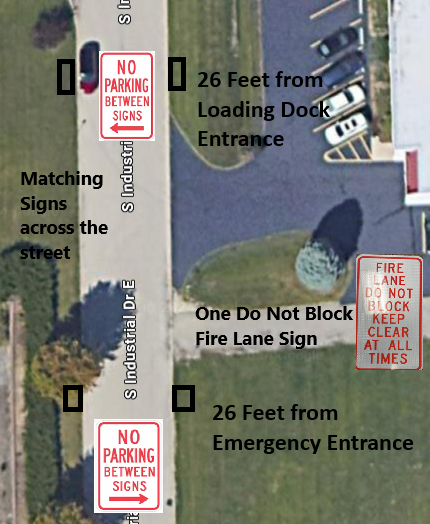 S In
NO
PARKING
BETWEEN
SIGNS
26 Feet from
Loading Dock
Entrance
S Industri
Matching
Signs
across the
street
S Industrial Dr E
FIRE
LANE
DO NOT
BLOCK
KEEP
CLEAR
AT ALL
TIMES
One Do Not Block
Fire Lane Sign
26 Feet from
Emergency Entrance
NO
PARKING
BETWEEN
SIGNS